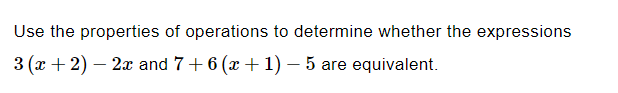 Use the properties of operations to determine whether the expressions
3 (x + 2) − 2x and 7 + 6 (x + 1) − 5 are equivalent.